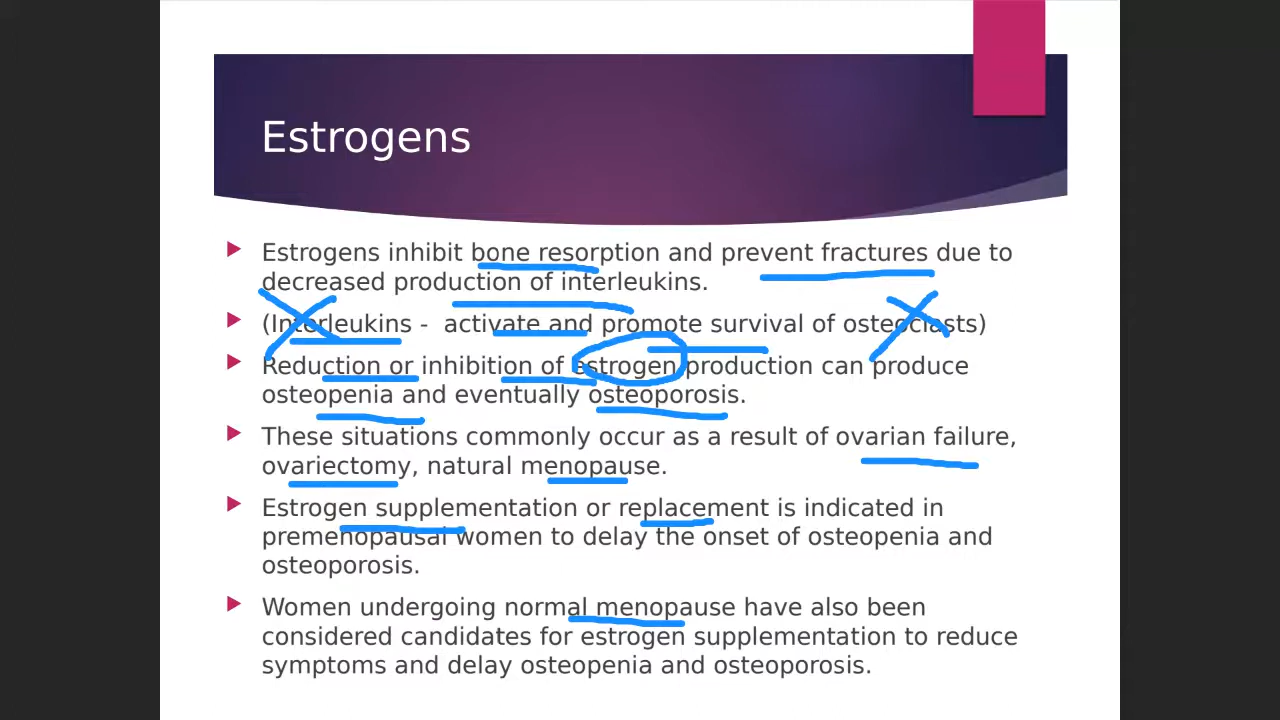 Estrogens
Estrogens inhibit bone resorption and prevent fractures due to
decreased production of interleukins.
(Interleukins - activate and promote survival of osteoclasts)
Reduction or inhibition of estrogen production can produce
osteopenia and eventually osteoporosis.
These situations commonly occur as a result of ovarian failure,
ovariectomy, natural menopause.
Estrogen supplementation or replacement is indicated in
premenopausal women to delay the onset of osteopenia and
osteoporosis.
Women undergoing normal menopause have also been
considered candidates for estrogen supplementation to reduce
symptoms and delay osteopenia and osteoporosis.